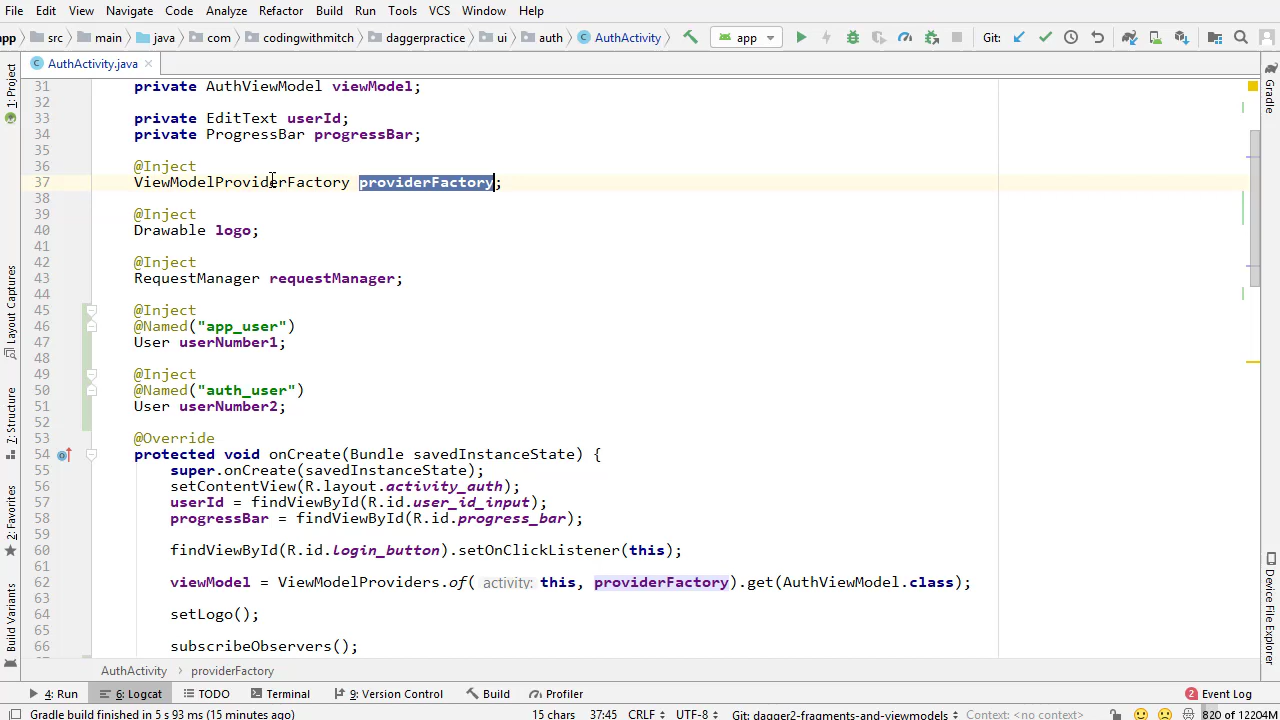 File Edit View Navigate Code Analyze Refactor Build Run Tools VCS Window Help
app src main java com codingwithmitch daggerpractice ui auth AuthActivity app Git:
AuthActivity.java
1: Project
Layout Captures
7: Structure
2: Favorites
Build Variants
Gradle
Device File Explorer
31 private AuthViewModel viewModel;
32
33 private EditText userId;
34 private ProgressBar progressBar;
35
36 @Inject
37 ViewModelProviderFactory providerFactory;
38
39 @Inject
40 Drawable logo;
41
42 @Inject
43 RequestManager requestManager;
44
45 @Inject
46 @Named("app_user")
47 User userNumber1;
48
49 @Inject
50 @Named("auth_user")
51 User userNumber2;
52
53 @Override
54 protected void onCreate(Bundle savedInstanceState) {
55 super.onCreate(savedInstanceState);
56 setContentView(R.layout.activity_auth);
57 userId = findViewById(R.id.user_id_input);
58 progressBar = findViewById(R.id.progress_bar);
59
60 findViewById(R.id.login_button).setOnClickListener(this);
61
62 viewModel = ViewModelProviders.of( activity: this, providerFactory).get(AuthViewModel.class);
63
64 setLogo();
65
66 subscribeObservers();
AuthActivity > providerFactory
4: Run 6: Logcat TODO Terminal 9: Version Control Build Profiler 2 Event Log
Gradle build finished in 5 s 93 ms (15 minutes ago) 15 chars 37:45 CRLF UTF-8 Git: dagger2-fragments-and-viewmodels Context: <no context> 820 of 12204M